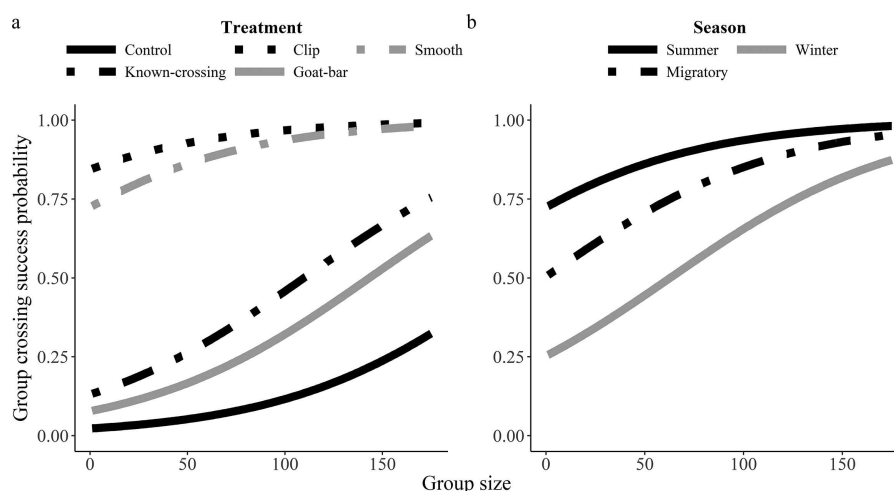 a
Treatment
Control
Clip
Smooth
Known-crossing
Goat-bar
b
Season
Summer
Winter
Migratory
Group crossing success probability
1.00
0.75
0.50
0.25
0.00
0
50
100
150
1.00
0.75
0.50
0.25
0.00
0
50
100
150
Group size